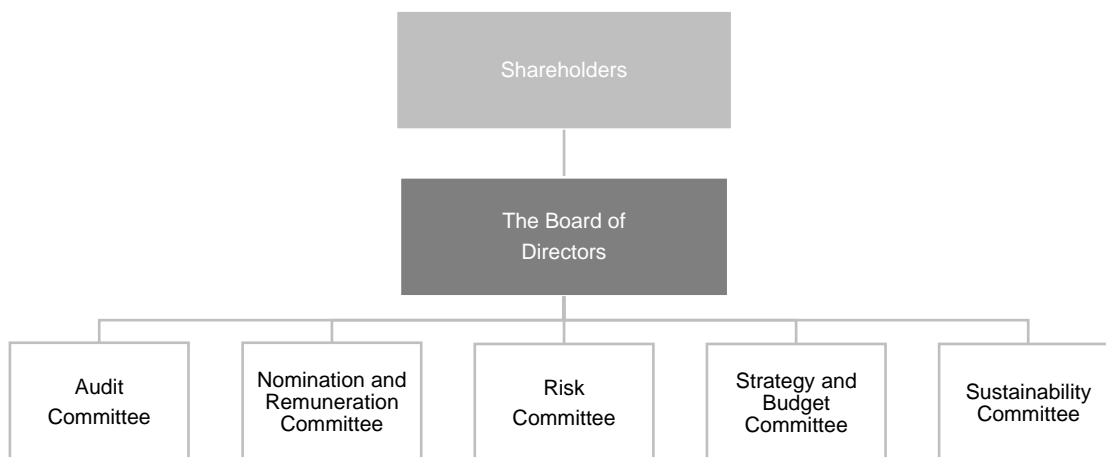 Shareholders
The Board of
Directors
Audit
Committee
Nomination and
Remuneration
Committee
Risk
Committee
Strategy and
Budget
Committee
Sustainability
Committee